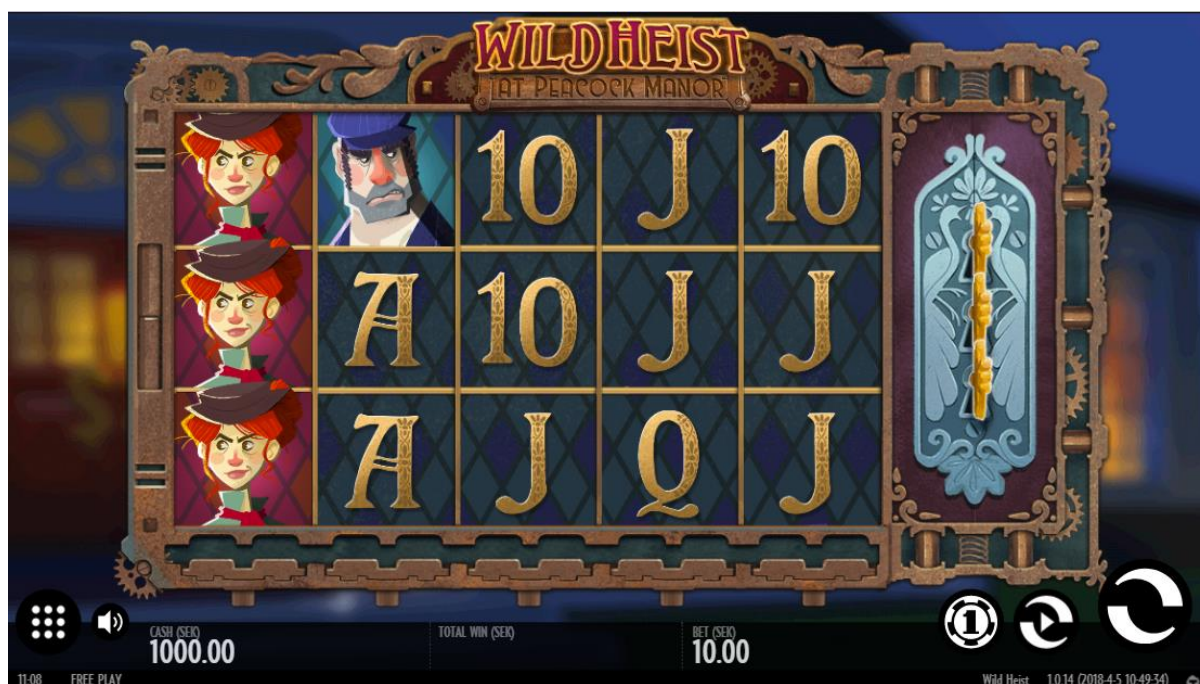 WILD HEIST
AT PEACOCK MANOR
10 J 10
A 10 J J
A J Q J
1
CASH (SEK)
1000.00
TOTAL WIN (SEK)
BET (SEK)
10.00
11:08 FREE PLAY
Wild Heist 1.0.14 (2018-4-5 10:49:34)